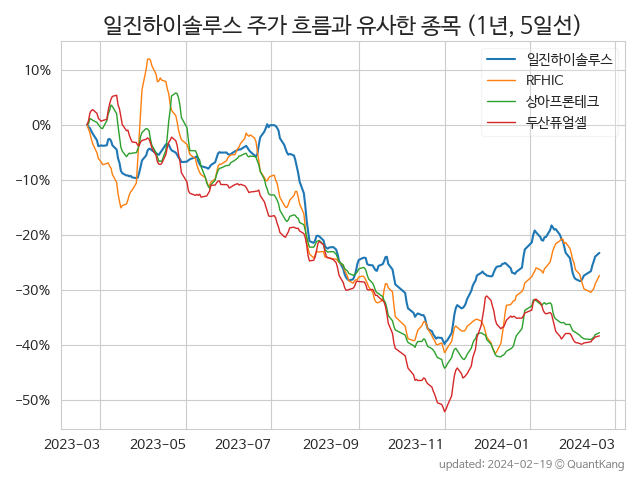 일진하이솔루스 주가 흐름과 유사한 종목 (1년, 5일선)
일진하이솔루스
RFHIC
상아프론테크
두산퓨얼셀
10%
0%
−10%
−20%
−30%
−40%
−50%
2023-03 2023-05 2023-07 2023-09 2023-11 2024-01 2024-03
updated: 2024-02-19 © QuantKang